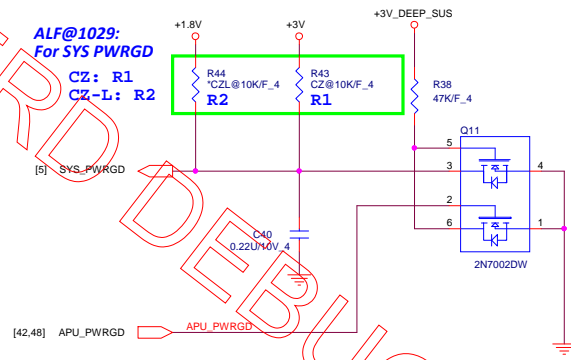 ALF@1029:
For SYS PWRGD
CZ: R1
CZ-L: R2
+1.8V
+3V
+3V_DEEP_SUS
R44
*CZL@10K/F_4
R2
R43
CZ@10K/F_4
R1
R38
47K/F_4
Q11
5
3
4
2
6
1
2N7002DW
[5] SYS_PWRGD
C40
0.22U/10V_4
[42,48] APU_PWRGD
APU_PWRGD
RD DEBUG